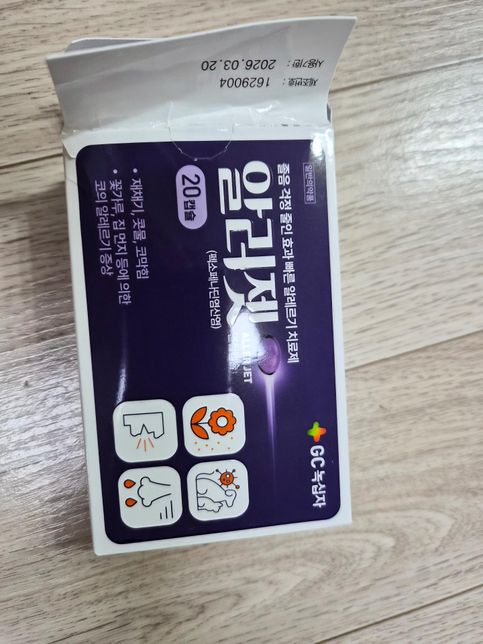 제조번호 : 1629004
사용기한 : 2026.03.20
일반의약품
졸음 걱정 줄인 효과 빠른 알레르기 치료제
알러젯
ALLERJET
(펙소페나딘염산염)
20캡슐
• 재채기, 콧물, 코막힘
• 꽃가루, 집 먼지 등에 의한
코의 알레르기 증상
GC녹십자